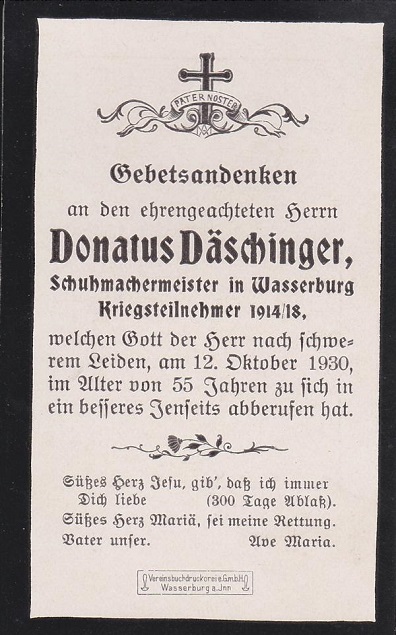 PATER NOSTER
Gebetsandenken
an den ehrengeachteten Herrn
Donatus Däschinger,
Schuhmachermeister in Wasserburg
Kriegsteilnehmer 1914/18,
welchen Gott der Herr nach schwe-
rem Leiden, am 12. Oktober 1930,
im Alter von 55 Jahren zu sich in
ein besseres Jenseits abberufen hat.
Süßes Herz Jesu, gib', daß ich immer
Dich liebe (300 Tage Ablaß).
Süßes Herz Mariä, sei meine Rettung.
Vater unser. Ave Maria.
Vereinsbuchdruckerei e.G.m.b.H.
Wasserburg a. Inn